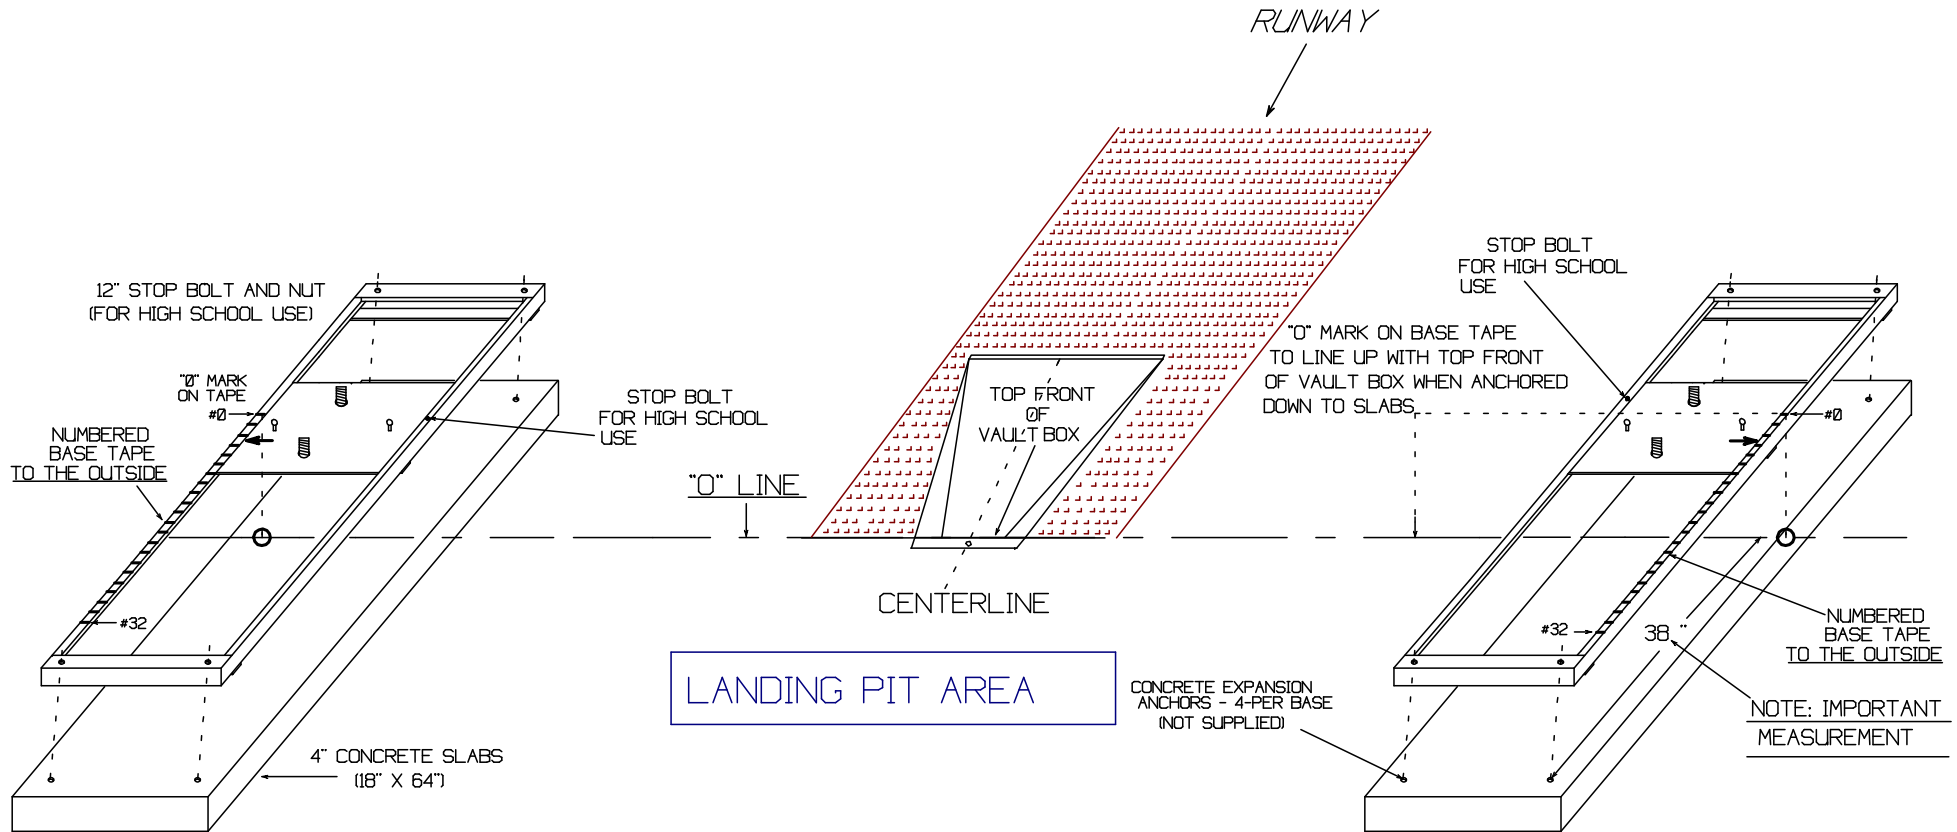 RUNWAY
12" STOP BOLT AND NUT
(FOR HIGH SCHOOL USE)
"0" MARK
ON TAPE
#0
NUMBERED
BASE TAPE
TO THE OUTSIDE
#32
STOP BOLT
FOR HIGH SCHOOL
USE
"O" LINE
TOP FRONT
OF
VAULT BOX
CENTERLINE
LANDING PIT AREA
4" CONCRETE SLABS
(18" X 64")
STOP BOLT
FOR HIGH SCHOOL
USE
"O" MARK ON BASE TAPE
TO LINE UP WITH TOP FRONT
OF VAULT BOX WHEN ANCHORED
DOWN TO SLABS
#0
#32
38 "
NUMBERED
BASE TAPE
TO THE OUTSIDE
CONCRETE EXPANSION
ANCHORS - 4-PER BASE
(NOT SUPPLIED)
NOTE: IMPORTANT
MEASUREMENT